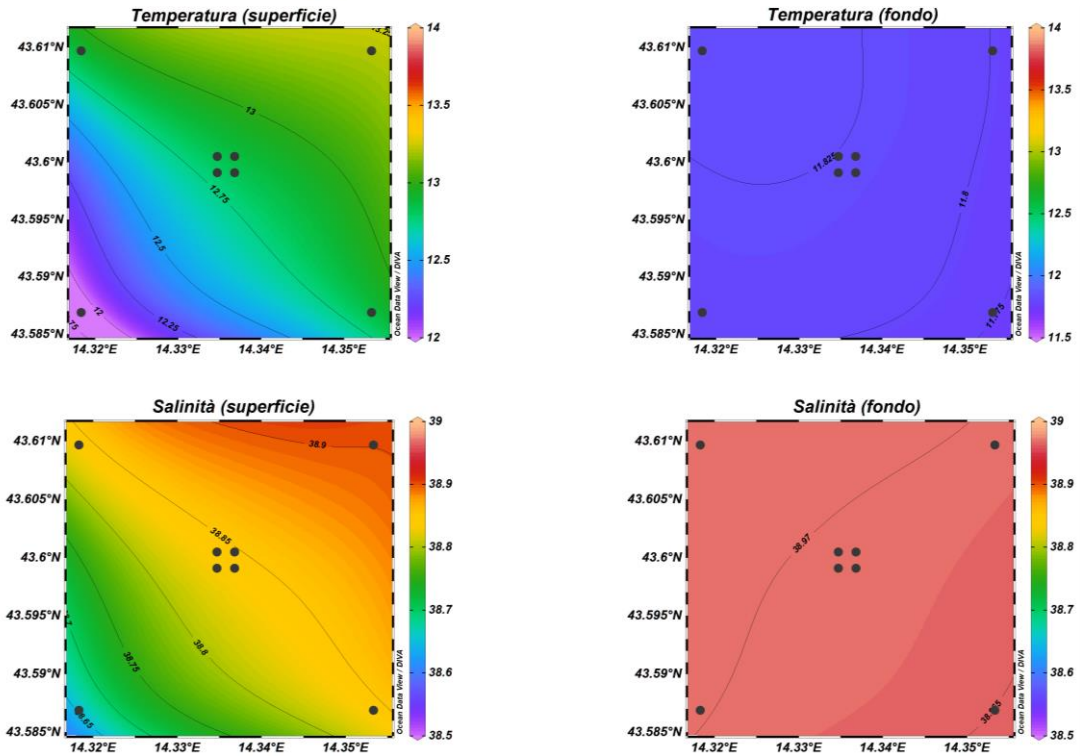 Temperatura (superficie)
43.61°N
43.605°N
43.6°N
43.595°N
43.59°N
43.585°N
14.32°E
14.33°E
14.34°E
14.35°E
13
12.75
12.5
12.25
12
Ocean Data View / DIVA
14
13.5
13
12.5
12
Temperatura (fondo)
43.61°N
43.605°N
43.6°N
43.595°N
43.59°N
43.585°N
14.32°E
14.33°E
14.34°E
14.35°E
11.825
11.8
Ocean Data View / DIVA
14
13.5
13
12.5
12
11.5
Salinità (superficie)
43.61°N
43.605°N
43.6°N
43.595°N
43.59°N
43.585°N
14.32°E
14.33°E
14.34°E
14.35°E
38.9
38.85
38.8
38.75
Ocean Data View / DIVA
39
38.9
38.8
38.7
38.6
38.5
Salinità (fondo)
43.61°N
43.605°N
43.6°N
43.595°N
43.59°N
43.585°N
14.32°E
14.33°E
14.34°E
14.35°E
38.97
Ocean Data View / DIVA
39
38.9
38.8
38.7
38.6
38.5